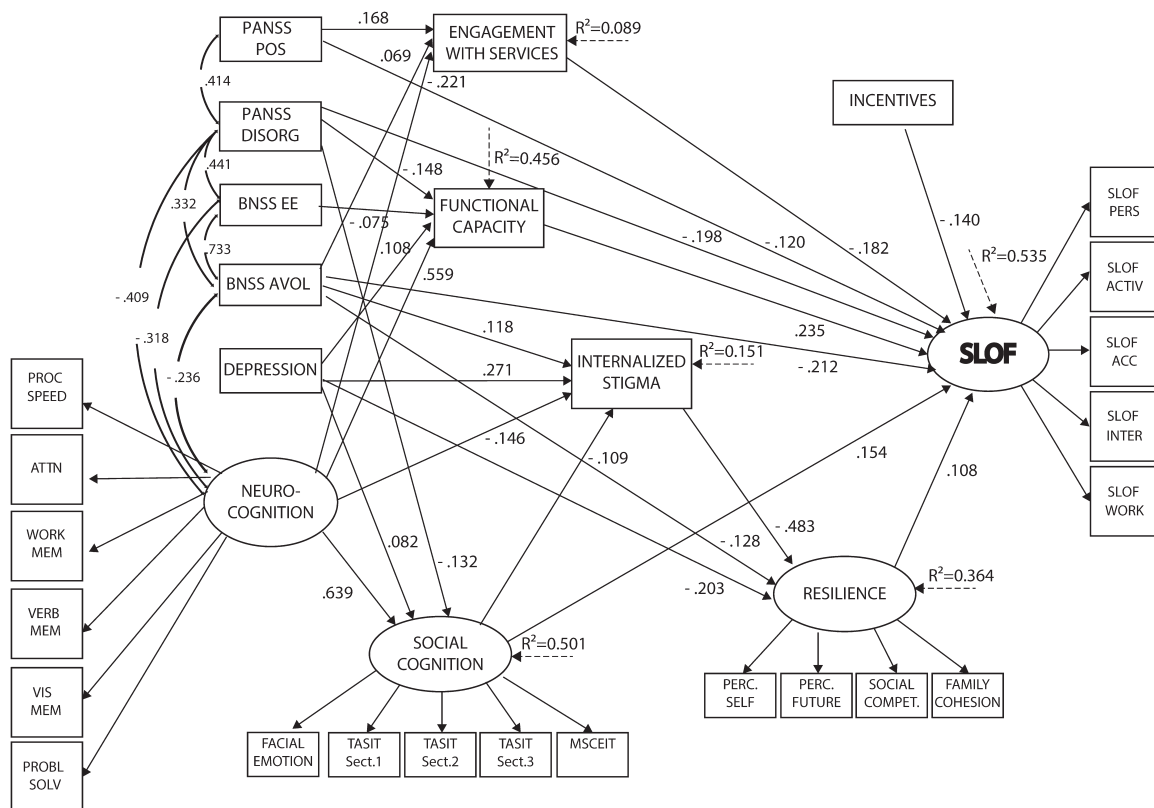 PANSS
POS
.168
ENGAGEMENT
WITH SERVICES
R²=0.089
.069
- .221
.414
INCENTIVES
PANSS
DISORG
R²=0.456
.441
- .148
SLOF
PERS
.332
BNSS EE
- .075
FUNCTIONAL
CAPACITY
- .140
- .198
- .120
- .182
.108
.733
R²=0.535
BNSS AVOL
.559
SLOF
ACTIV
- .409
.118
.235
- .318
INTERNALIZED
STIGMA
R²=0.151
SLOF
SLOF
ACC
DEPRESSION
.271
-.212
- .236
PROC
SPEED
SLOF
INTER
- .146
- .109
.154
.108
ATTN
NEURO-
COGNITION
SLOF
WORK
WORK
MEM
- .483
.082
- .128
- .132
R²=0.364
- .203
RESILIENCE
.639
VERB
MEM
SOCIAL
COGNITION
R²=0.501
VIS
MEM
PERC.
SELF
PERC.
FUTURE
SOCIAL
COMPET.
FAMILY
COHESION
FACIAL
EMOTION
TASIT
Sect.1
TASIT
Sect.2
TASIT
Sect.3
MSCEIT
PROBL
SOLV